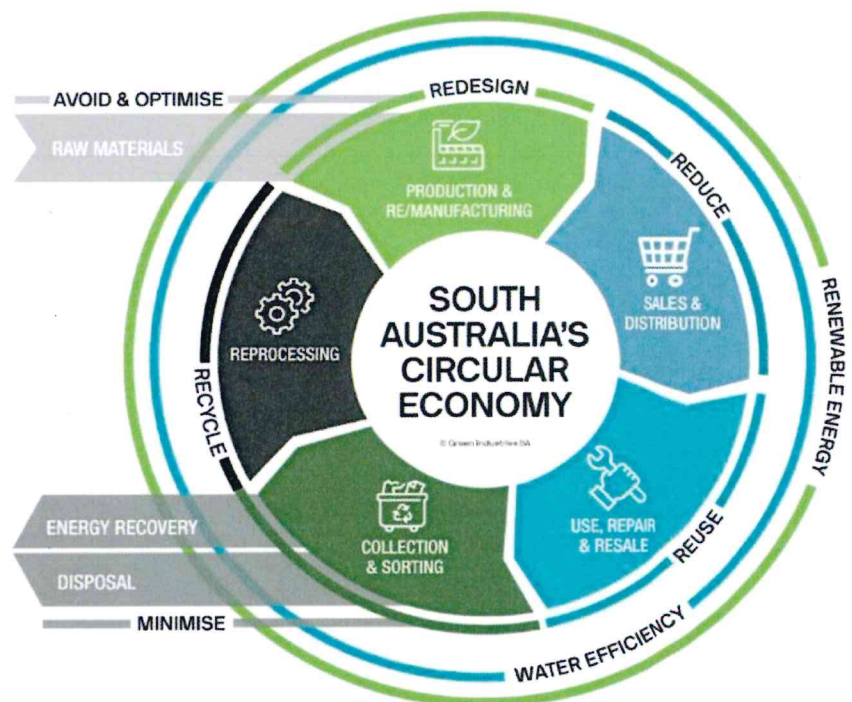 AVOID & OPTIMISE
RAW MATERIALS
REDESIGN
PRODUCTION &
RE/MANUFACTURING
REDUCE
SALES &
DISTRIBUTION
RENEWABLE ENERGY
SOUTH
AUSTRALIA'S
CIRCULAR
ECONOMY
© Green Industries SA
REPROCESSING
RECYCLE
USE, REPAIR
& RESALE
REUSE
COLLECTION
& SORTING
ENERGY RECOVERY
DISPOSAL
MINIMISE
WATER EFFICIENCY